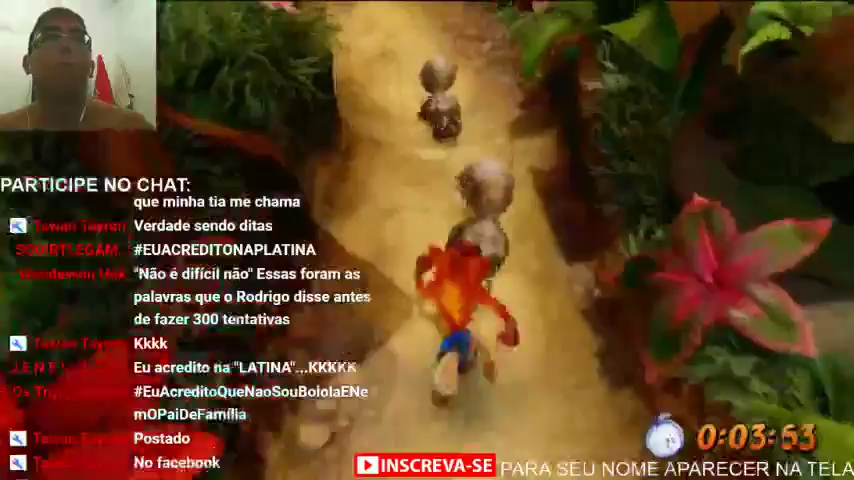 PARTICIPE NO CHAT:
que minha tia me chama
Verdade sendo ditas
#EUACREDITONAPLATINA
"Não é difícil não" Essas foram as
palavras que o Rodrigo disse antes
de fazer 300 tentativas
Kkkk
Eu acredito na "LATINA"...KKKKK
#EuAcreditoQueNaoSouBoiolaENe
mOPaiDeFamília
Postado
No facebook
0:03:63
INSCREVA-SE
PARA SEU NOME APARECER NA TELA